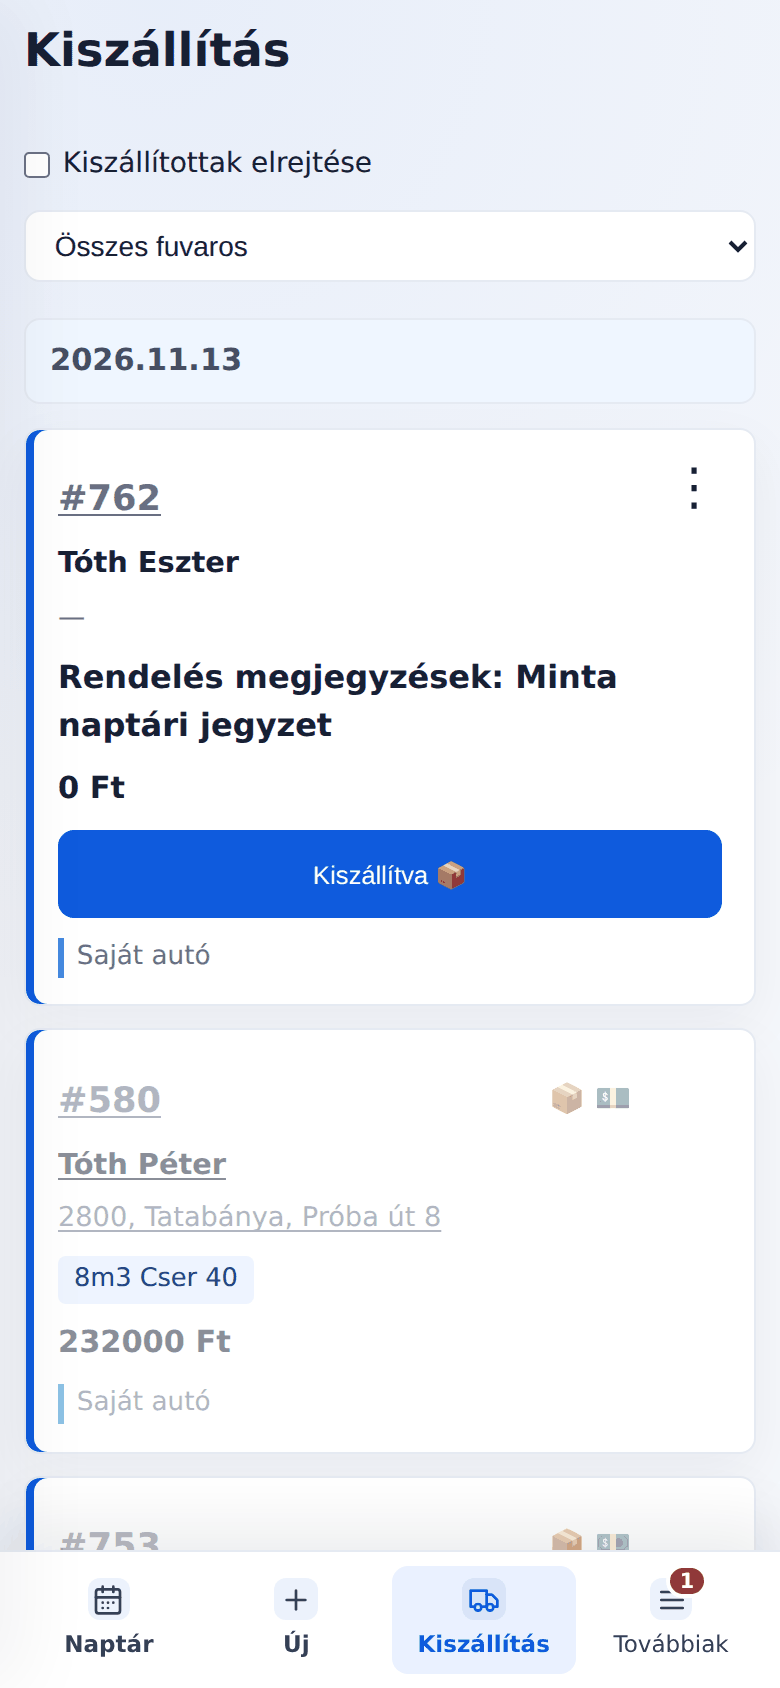 Kiszállítás
Kiszállítottak elrejtése
Összes fuvaros
2026.11.13
#762
Tóth Eszter
—
Rendelés megjegyzések: Minta
naptári jegyzet
0 Ft
Kiszállítva 📦
Saját autó
#580 📦 💵
Tóth Péter
2800, Tatabánya, Próba út 8
8m3 Cser 40
232000 Ft
Saját autó
#753 📦 💵
1
Naptár
Új
Kiszállítás
Továbbiak